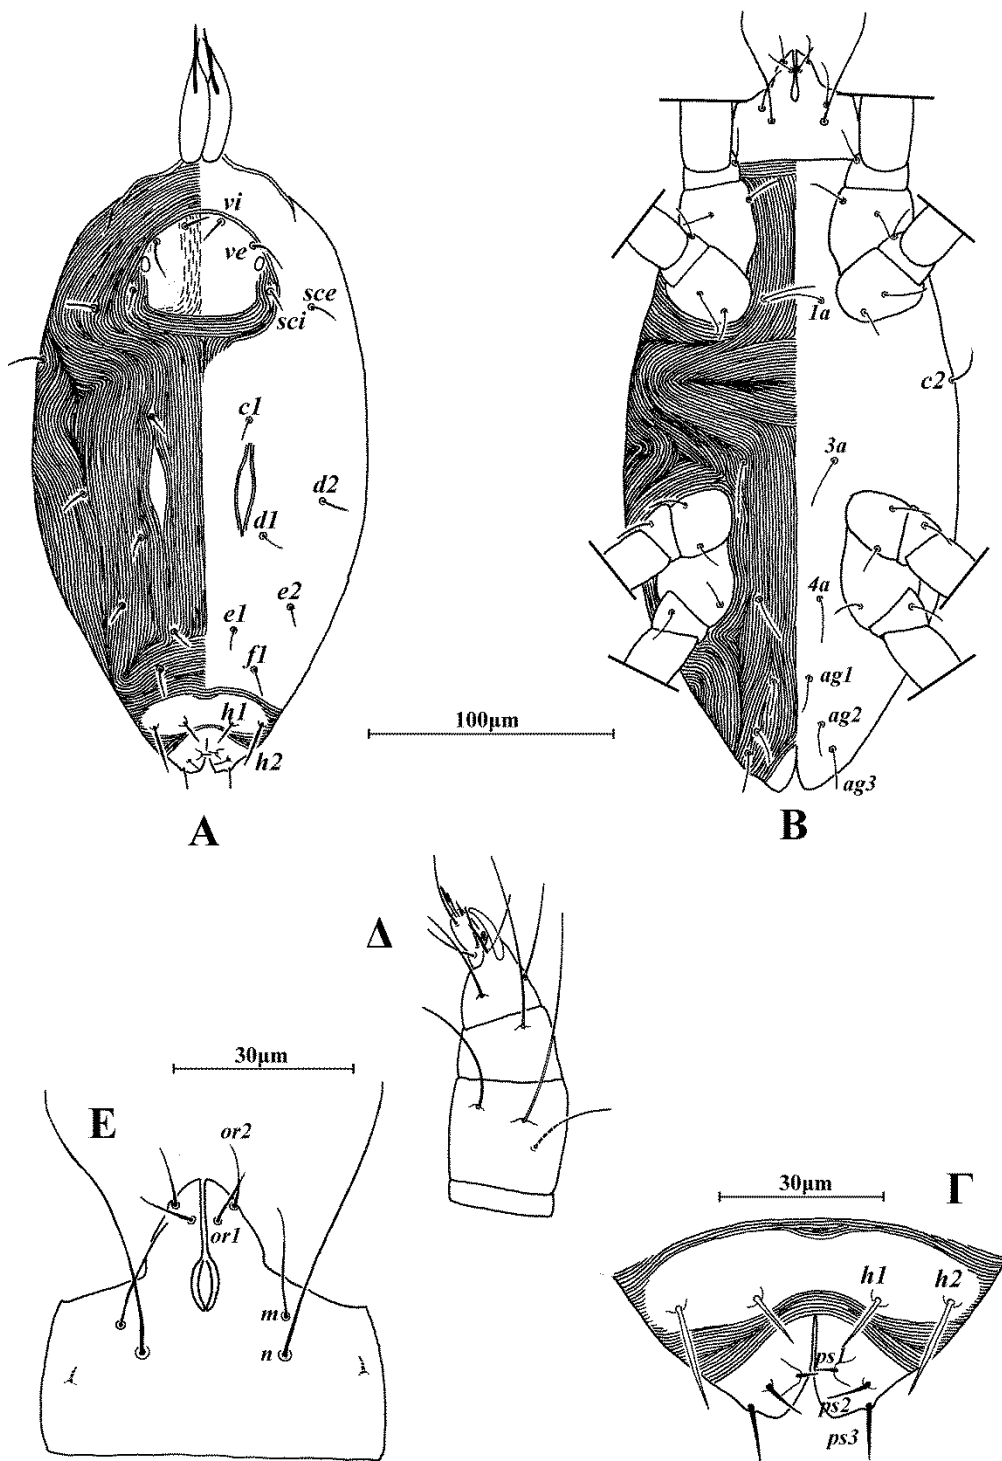 vi
ve
sce
sci
c1
d2
d1
e2
e1
f1
h1
h2
A
1a
c2
3a
4a
ag1
ag2
ag3
B
100μm
Δ
30μm
E
or2
or1
m
n
Γ
30μm
h1
h2
ps1
ps2
ps3